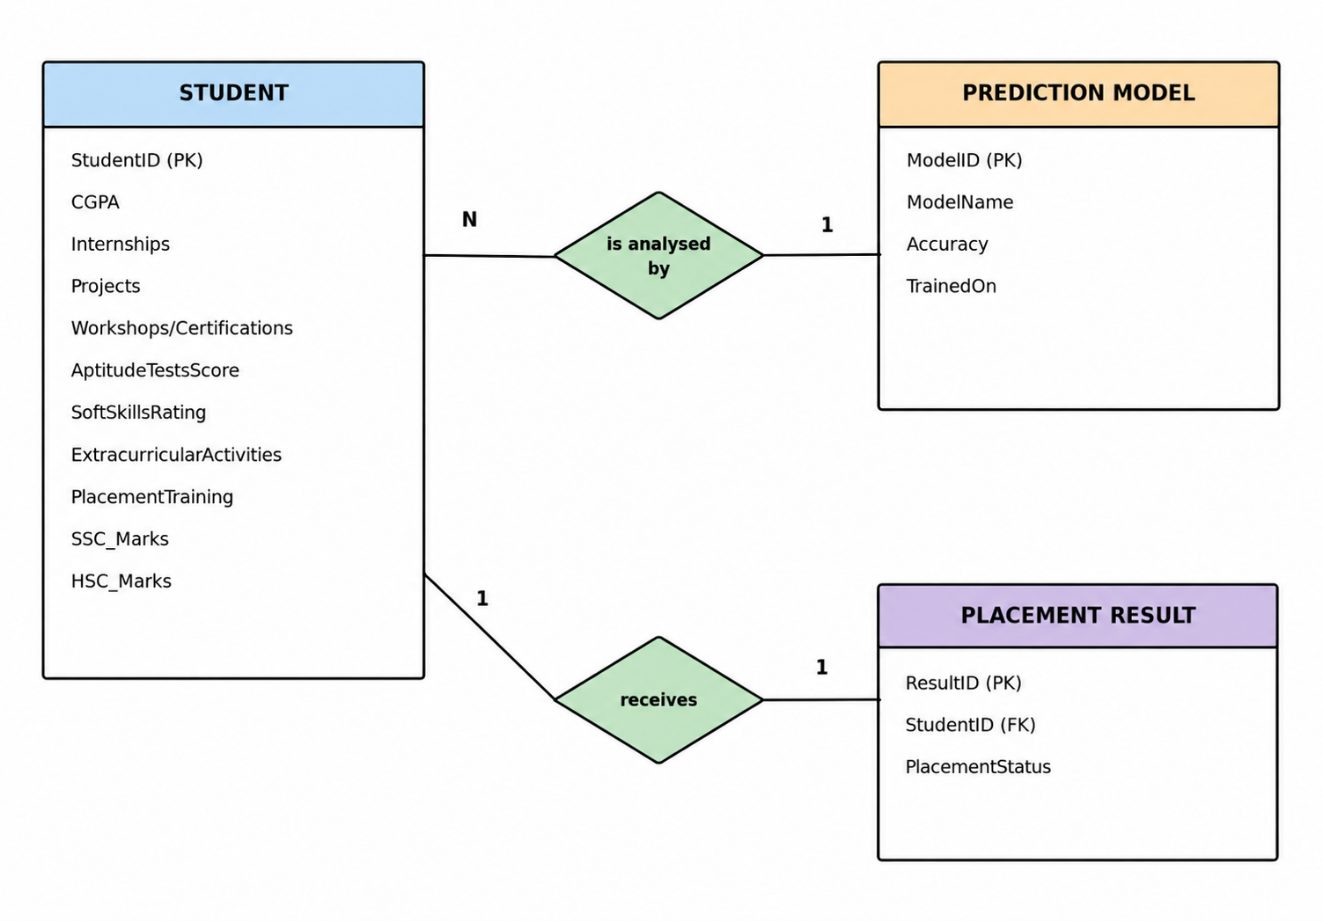 STUDENT
StudentID (PK)
CGPA
Internships
Projects
Workshops/Certifications
AptitudeTestsScore
SoftSkillsRating
ExtracurricularActivities
PlacementTraining
SSC_Marks
HSC_Marks
N
is analysed
by
1
PREDICTION MODEL
ModelID (PK)
ModelName
Accuracy
TrainedOn
1
receives
1
PLACEMENT RESULT
ResultID (PK)
StudentID (FK)
PlacementStatus